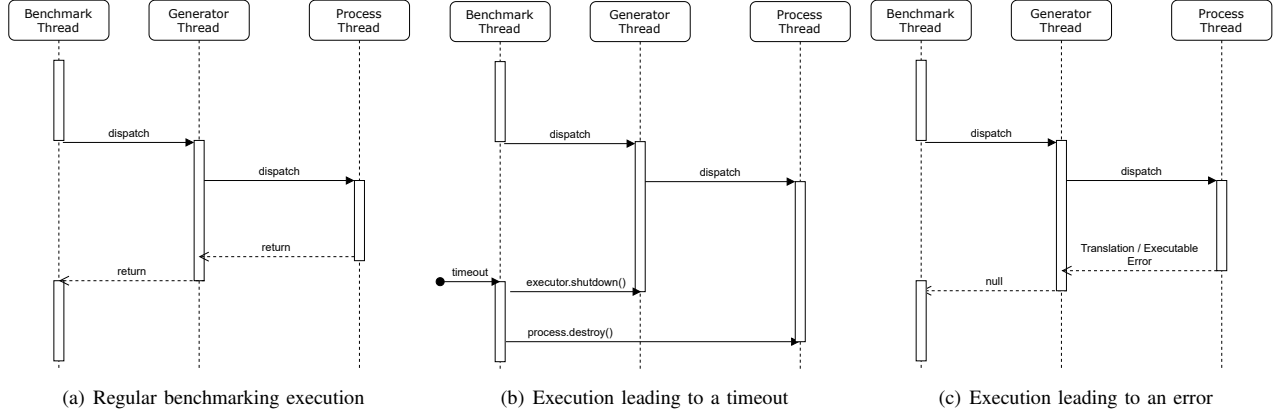 Benchmark
Thread
Generator
Thread
Process
Thread
dispatch
dispatch
return
return
(a) Regular benchmarking execution
Benchmark
Thread
Generator
Thread
Process
Thread
dispatch
dispatch
timeout
executor.shutdown()
process.destroy()
(b) Execution leading to a timeout
Benchmark
Thread
Generator
Thread
Process
Thread
dispatch
dispatch
Translation / Executable
Error
null
(c) Execution leading to an error